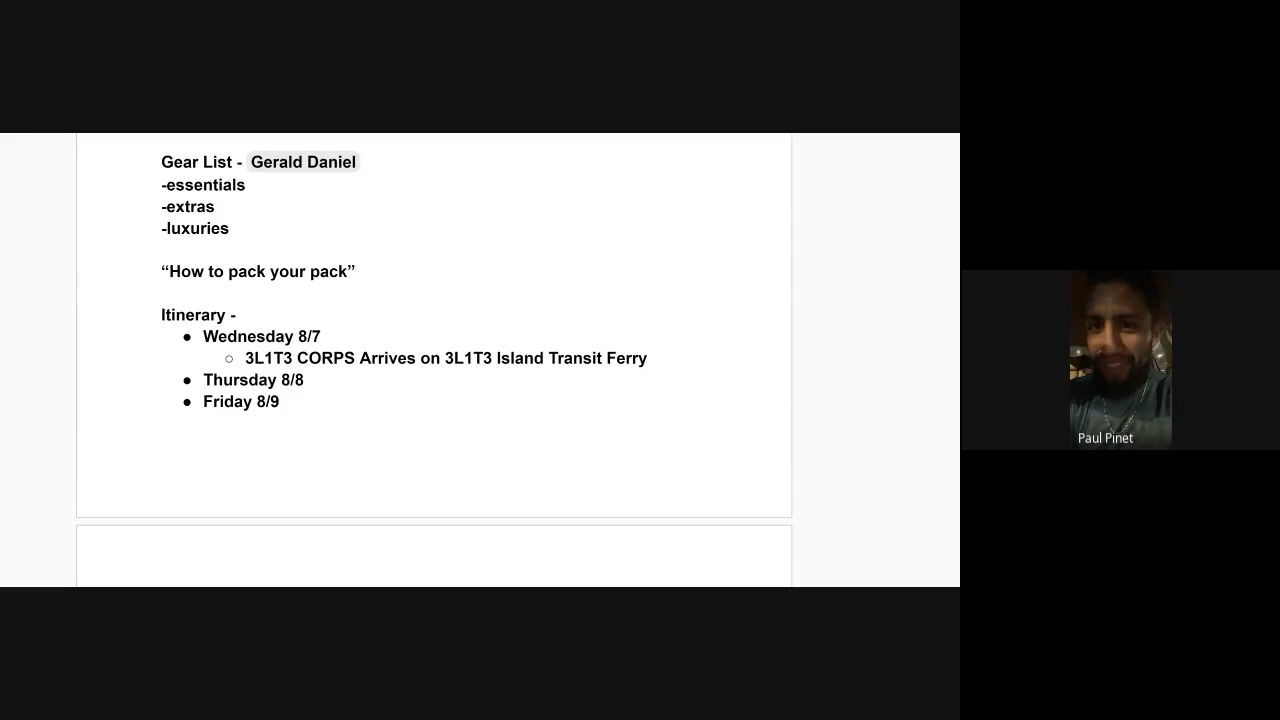 Gear List - Gerald Daniel
-essentials
-extras
-luxuries
“How to pack your pack”
Itinerary -
● Wednesday 8/7
○ 3L1T3 CORPS Arrives on 3L1T3 Island Transit Ferry
● Thursday 8/8
● Friday 8/9
Paul Pinet